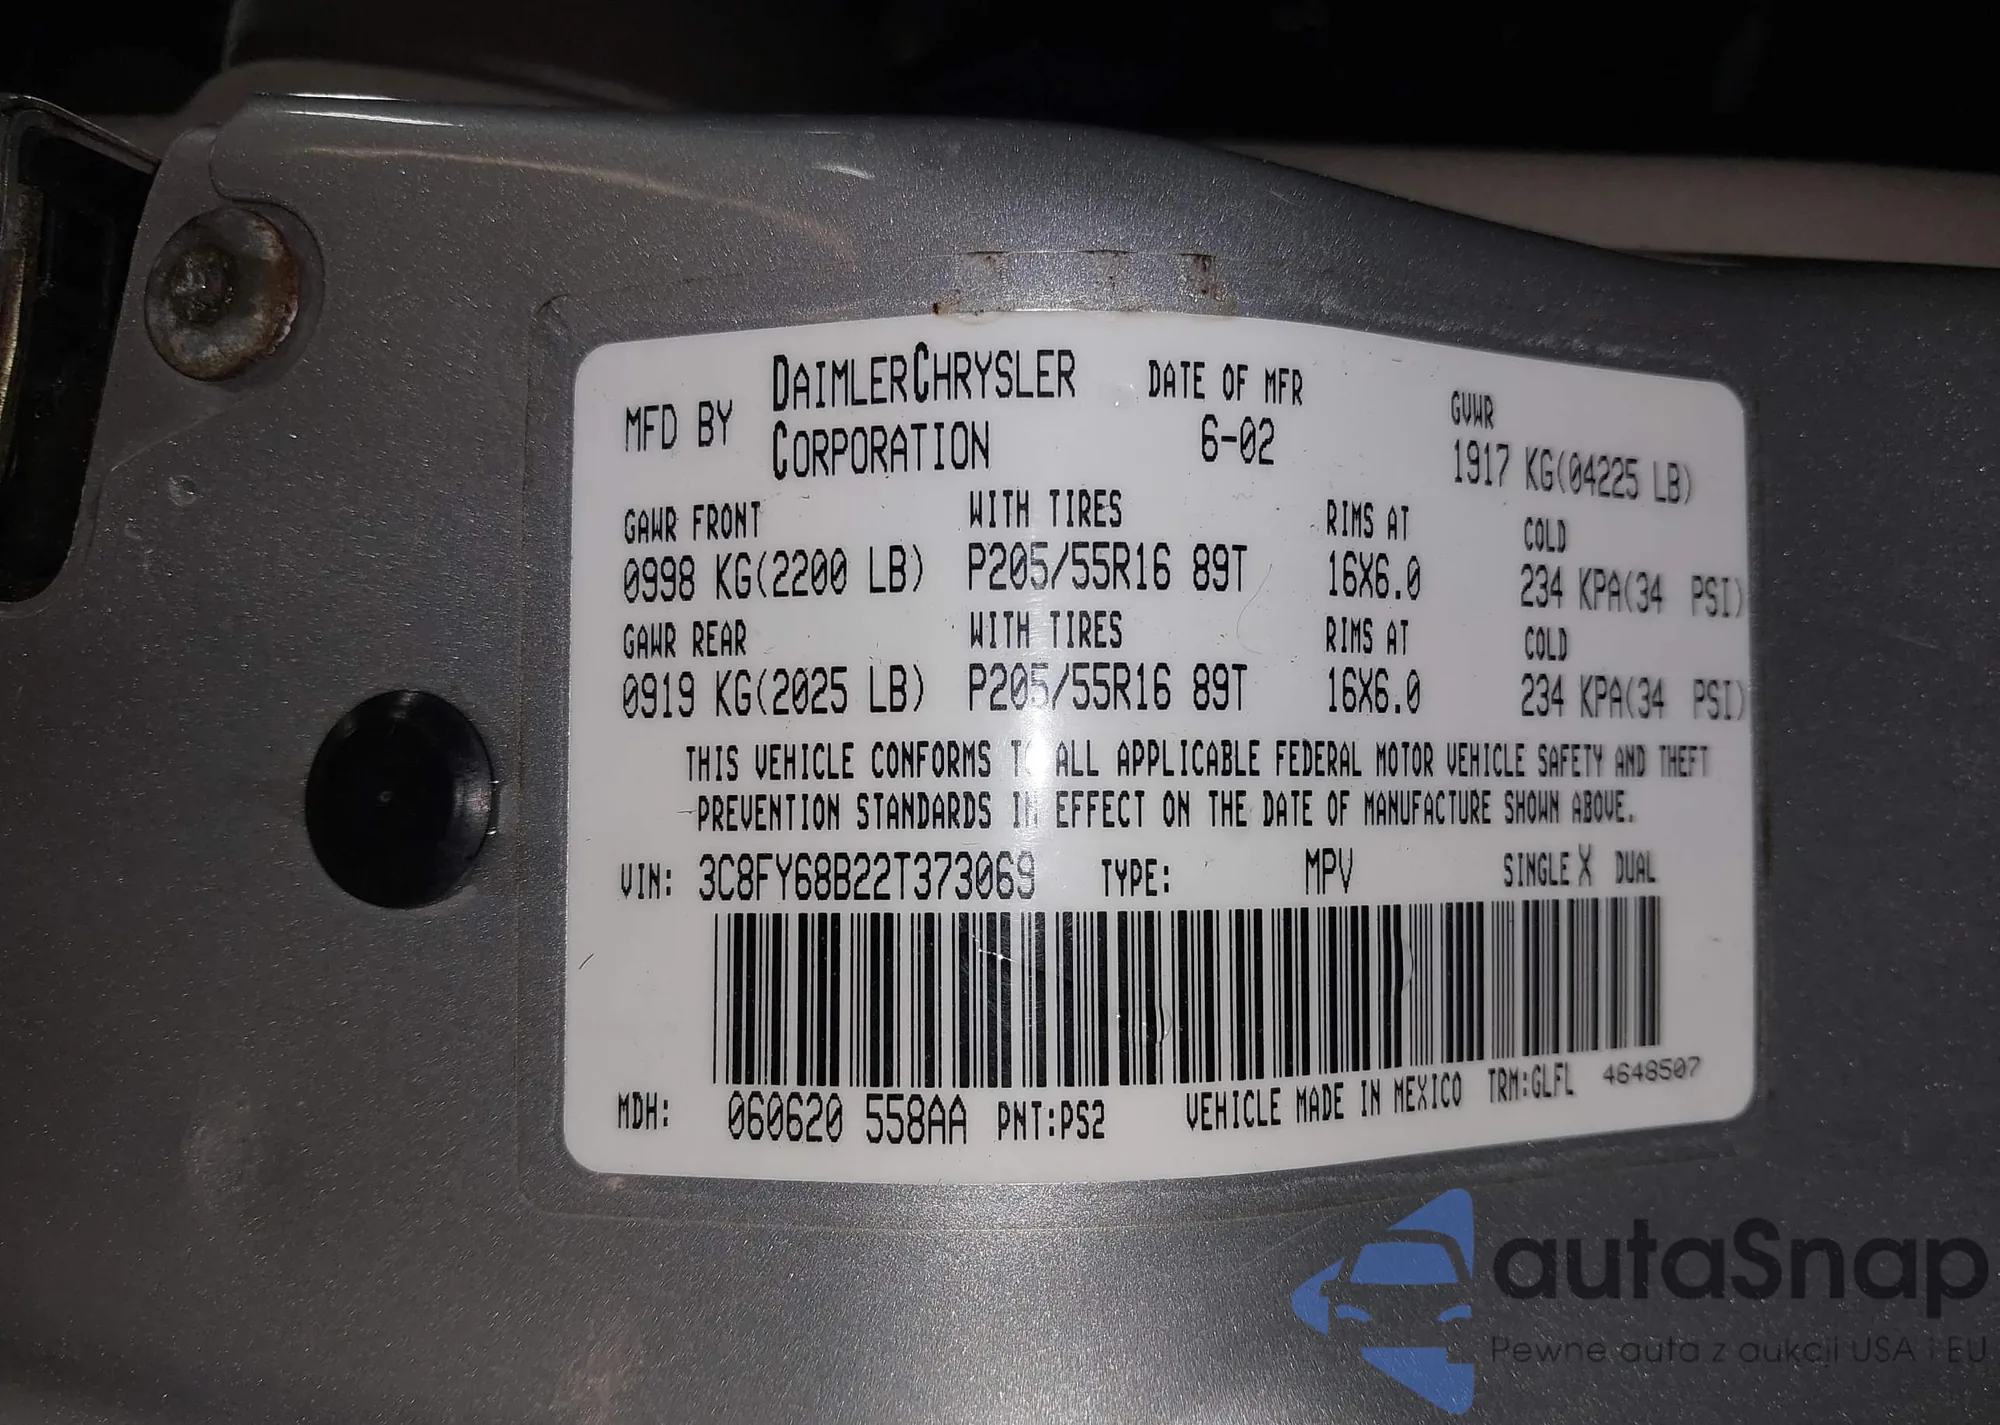 MFD BY DAIMLERCHRYSLER CORPORATION DATE OF MFR 6-02 GVWR 1917 KG(04225 LB)
GAWR FRONT WITH TIRES RIMS AT COLD
0998 KG(2200 LB) P205/55R16 89T 16X6.0 234 KPA(34 PSI)
GAWR REAR WITH TIRES RIMS AT COLD
0919 KG(2025 LB) P205/55R16 89T 16X6.0 234 KPA(34 PSI)
THIS VEHICLE CONFORMS TO ALL APPLICABLE FEDERAL MOTOR VEHICLE SAFETY AND THEFT
PREVENTION STANDARDS IN EFFECT ON THE DATE OF MANUFACTURE SHOWN ABOVE.
VIN: 3C8FY68B22T373069 TYPE: MPV SINGLE X DUAL
MDH: 060620 558AA PNT:PS2 VEHICLE MADE IN MEXICO TRM:GLFL 4648507
autaSnap
Pewne auta z aukcji USA i EU